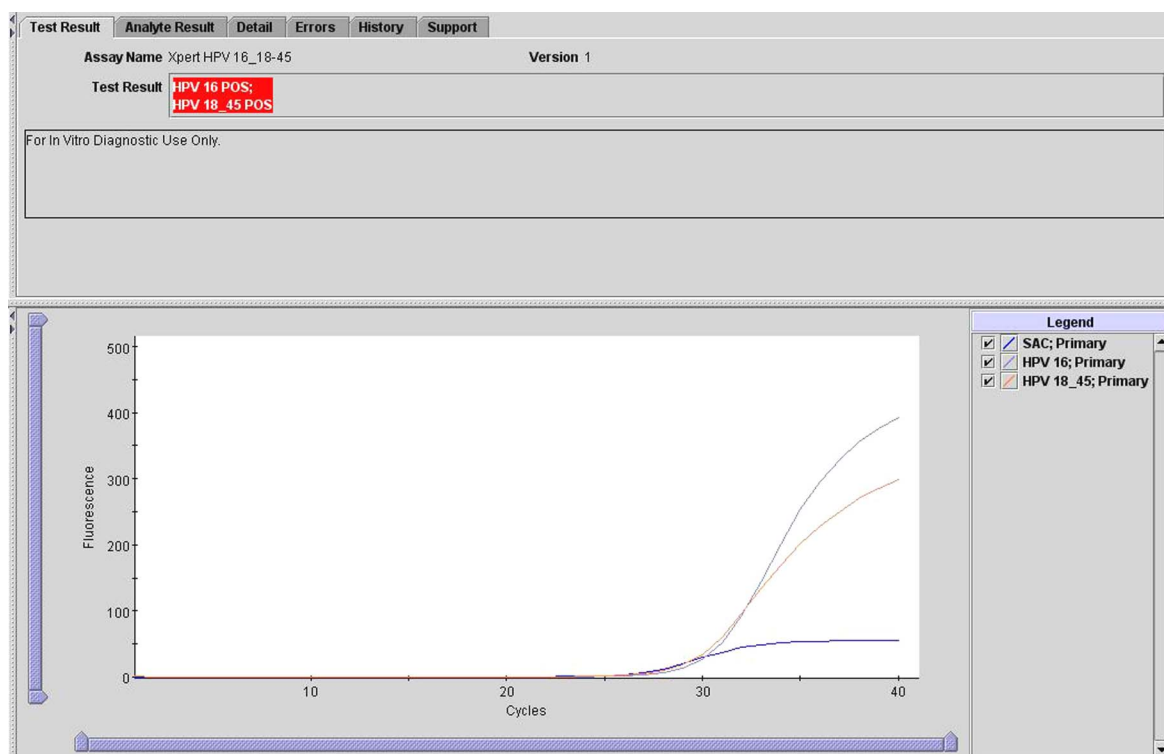 Test Result Analyte Result Detail Errors History Support
Assay Name Xpert HPV 16_18-45 Version 1
Test Result HPV 16 POS;
HPV 18_45 POS
For In Vitro Diagnostic Use Only.
Legend
SAC; Primary
HPV 16; Primary
HPV 18_45; Primary
500
400
300
200
100
0
Fluorescence
10 20 30 40
Cycles